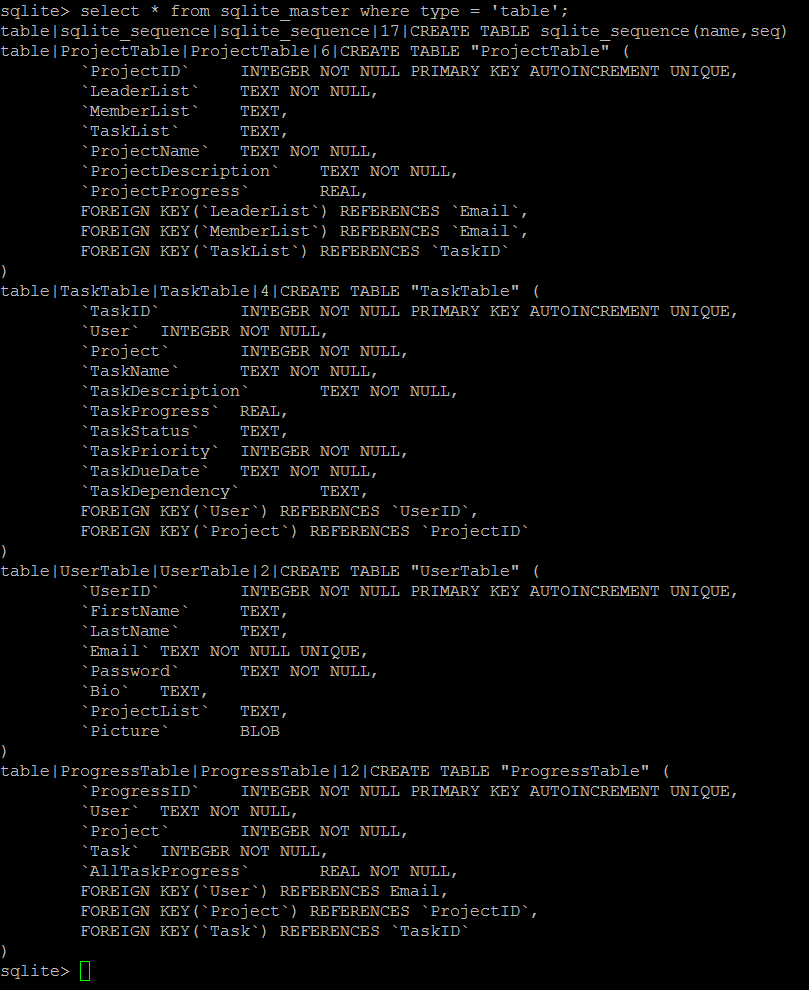 sqlite> select * from sqlite_master where type = 'table';
table|sqlite_sequence|sqlite_sequence|17|CREATE TABLE sqlite_sequence(name,seq)
table|ProjectTable|ProjectTable|6|CREATE TABLE "ProjectTable" (
        `ProjectID`     INTEGER NOT NULL PRIMARY KEY AUTOINCREMENT UNIQUE,
        `LeaderList`    TEXT NOT NULL,
        `MemberList`    TEXT,
        `TaskList`      TEXT,
        `ProjectName`   TEXT NOT NULL,
        `ProjectDescription`    TEXT NOT NULL,
        `ProjectProgress`       REAL,
        FOREIGN KEY(`LeaderList`) REFERENCES `Email`,
        FOREIGN KEY(`MemberList`) REFERENCES `Email`,
        FOREIGN KEY(`TaskList`) REFERENCES `TaskID`
)
table|TaskTable|TaskTable|4|CREATE TABLE "TaskTable" (
        `TaskID`        INTEGER NOT NULL PRIMARY KEY AUTOINCREMENT UNIQUE,
        `User`  INTEGER NOT NULL,
        `Project`       INTEGER NOT NULL,
        `TaskName`      TEXT NOT NULL,
        `TaskDescription`       TEXT NOT NULL,
        `TaskProgress`  REAL,
        `TaskStatus`    TEXT,
        `TaskPriority`  INTEGER NOT NULL,
        `TaskDueDate`   TEXT NOT NULL,
        `TaskDependency`        TEXT,
        FOREIGN KEY(`User`) REFERENCES `UserID`,
        FOREIGN KEY(`Project`) REFERENCES `ProjectID`
)
table|UserTable|UserTable|2|CREATE TABLE "UserTable" (
        `UserID`        INTEGER NOT NULL PRIMARY KEY AUTOINCREMENT UNIQUE,
        `FirstName`     TEXT,
        `LastName`      TEXT,
        `Email` TEXT NOT NULL UNIQUE,
        `Password`      TEXT NOT NULL,
        `Bio`   TEXT,
        `ProjectList`   TEXT,
        `Picture`       BLOB
)
table|ProgressTable|ProgressTable|12|CREATE TABLE "ProgressTable" (
        `ProgressID`    INTEGER NOT NULL PRIMARY KEY AUTOINCREMENT UNIQUE,
        `User`  TEXT NOT NULL,
        `Project`       INTEGER NOT NULL,
        `Task`  INTEGER NOT NULL,
        `AllTaskProgress`       REAL NOT NULL,
        FOREIGN KEY(`User`) REFERENCES Email,
        FOREIGN KEY(`Project`) REFERENCES `ProjectID`,
        FOREIGN KEY(`Task`) REFERENCES `TaskID`
)
sqlite>